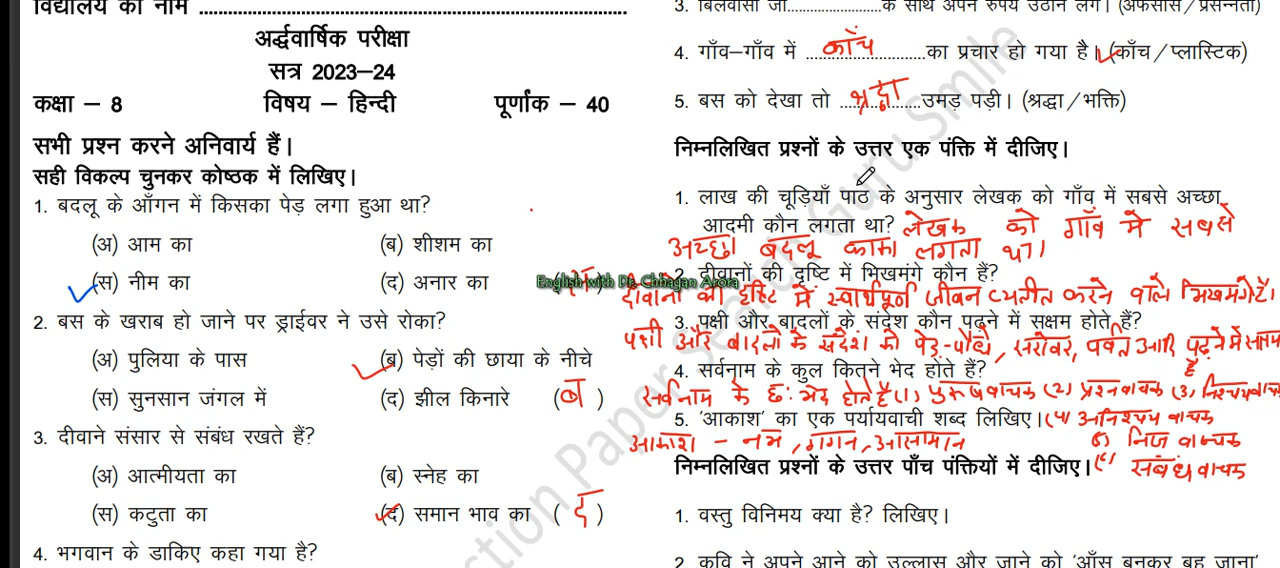 विद्यालय का नाम ........................................
अर्द्धवार्षिक परीक्षा
सत्र 2023–24
कक्षा – 8 विषय – हिन्दी पूर्णांक – 40
सभी प्रश्न करने अनिवार्य हैं।
सही विकल्प चुनकर कोष्ठक में लिखिए।
1. बदलू के आँगन में किसका पेड़ लगा हुआ था?
(अ) आम का (ब) शीशम का
(स) नीम का (द) अनार का (स)
English with Dr. Chhagan Arora
2. बस के खराब हो जाने पर ड्राईवर ने उसे रोका?
(अ) पुलिया के पास (ब) पेड़ों की छाया के नीचे
(स) सुनसान जंगल में (द) झील किनारे (ब)
3. दीवाने संसार से संबंध रखते हैं?
(अ) आत्मीयता का (ब) स्नेह का
(स) कटुता का (द) समान भाव का (द)
4. भगवान के डाकिए कहा गया है?
3. बिलवासी जी....................के साथ अपने रुपये उठाने लगे। (अफसोस/प्रसन्नता)
4. गाँव–गाँव में ....काँच....का प्रचार हो गया है। (काँच/प्लास्टिक)
5. बस को देखा तो ....श्रद्धा....उमड़ पड़ी। (श्रद्धा/भक्ति)
निम्नलिखित प्रश्नों के उत्तर एक पंक्ति में दीजिए।
1. लाख की चूड़ियाँ पाठ के अनुसार लेखक को गाँव में सबसे अच्छा
आदमी कौन लगता था? लेखक को गाँव मे सबसे
अच्छा बदलू काका लगता था।
2. दीवानों की दृष्टि में भिखमंगे कौन हैं?
दीवानो की दृष्टि में स्वार्थपूर्ण जीवन व्यतीत करने वाले भिखमंगे हैं।
3. पक्षी और बादलों के संदेश कौन पढ़ने में सक्षम होते हैं?
पक्षी और बादलो के संदेश को पेड़-पौधे, सरोवर, पर्वत आदि पढ़ने में सक्षम
हैं
4. सर्वनाम के कुल कितने भेद होते हैं?
सर्वनाम के छ: भेद होते हैं (1) पुरूषवाचक (2) प्रश्नवाचक (3) निश्चयवाचक
5. 'आकाश' का एक पर्यायवाची शब्द लिखिए। (4) अनिश्चय वाचक
आकाश – नभ, गगन, आसामान (5) निज वाचक
निम्नलिखित प्रश्नों के उत्तर पाँच पंक्तियों में दीजिए। (6) संबंध वाचक
1. वस्तु विनिमय क्या है? लिखिए।
2. कवि ने अपने आने को उल्लास और जाने को 'आँसू बनकर बह जाना'